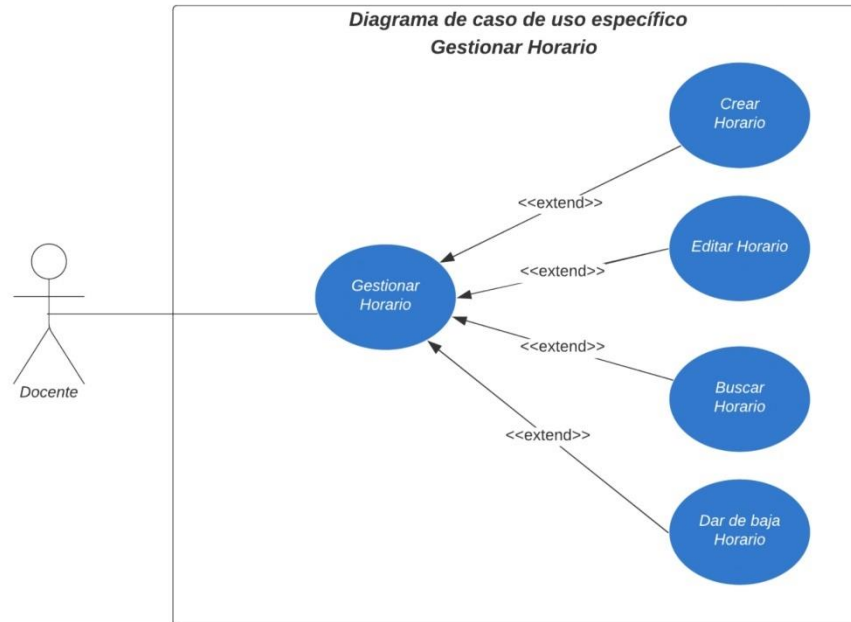 Diagrama de caso de uso específico
Gestionar Horario
Crear
Horario
<<extend>>
Editar Horario
<<extend>>
Gestionar
Horario
<<extend>>
Buscar
Horario
Docente
<<extend>>
Dar de baja
Horario